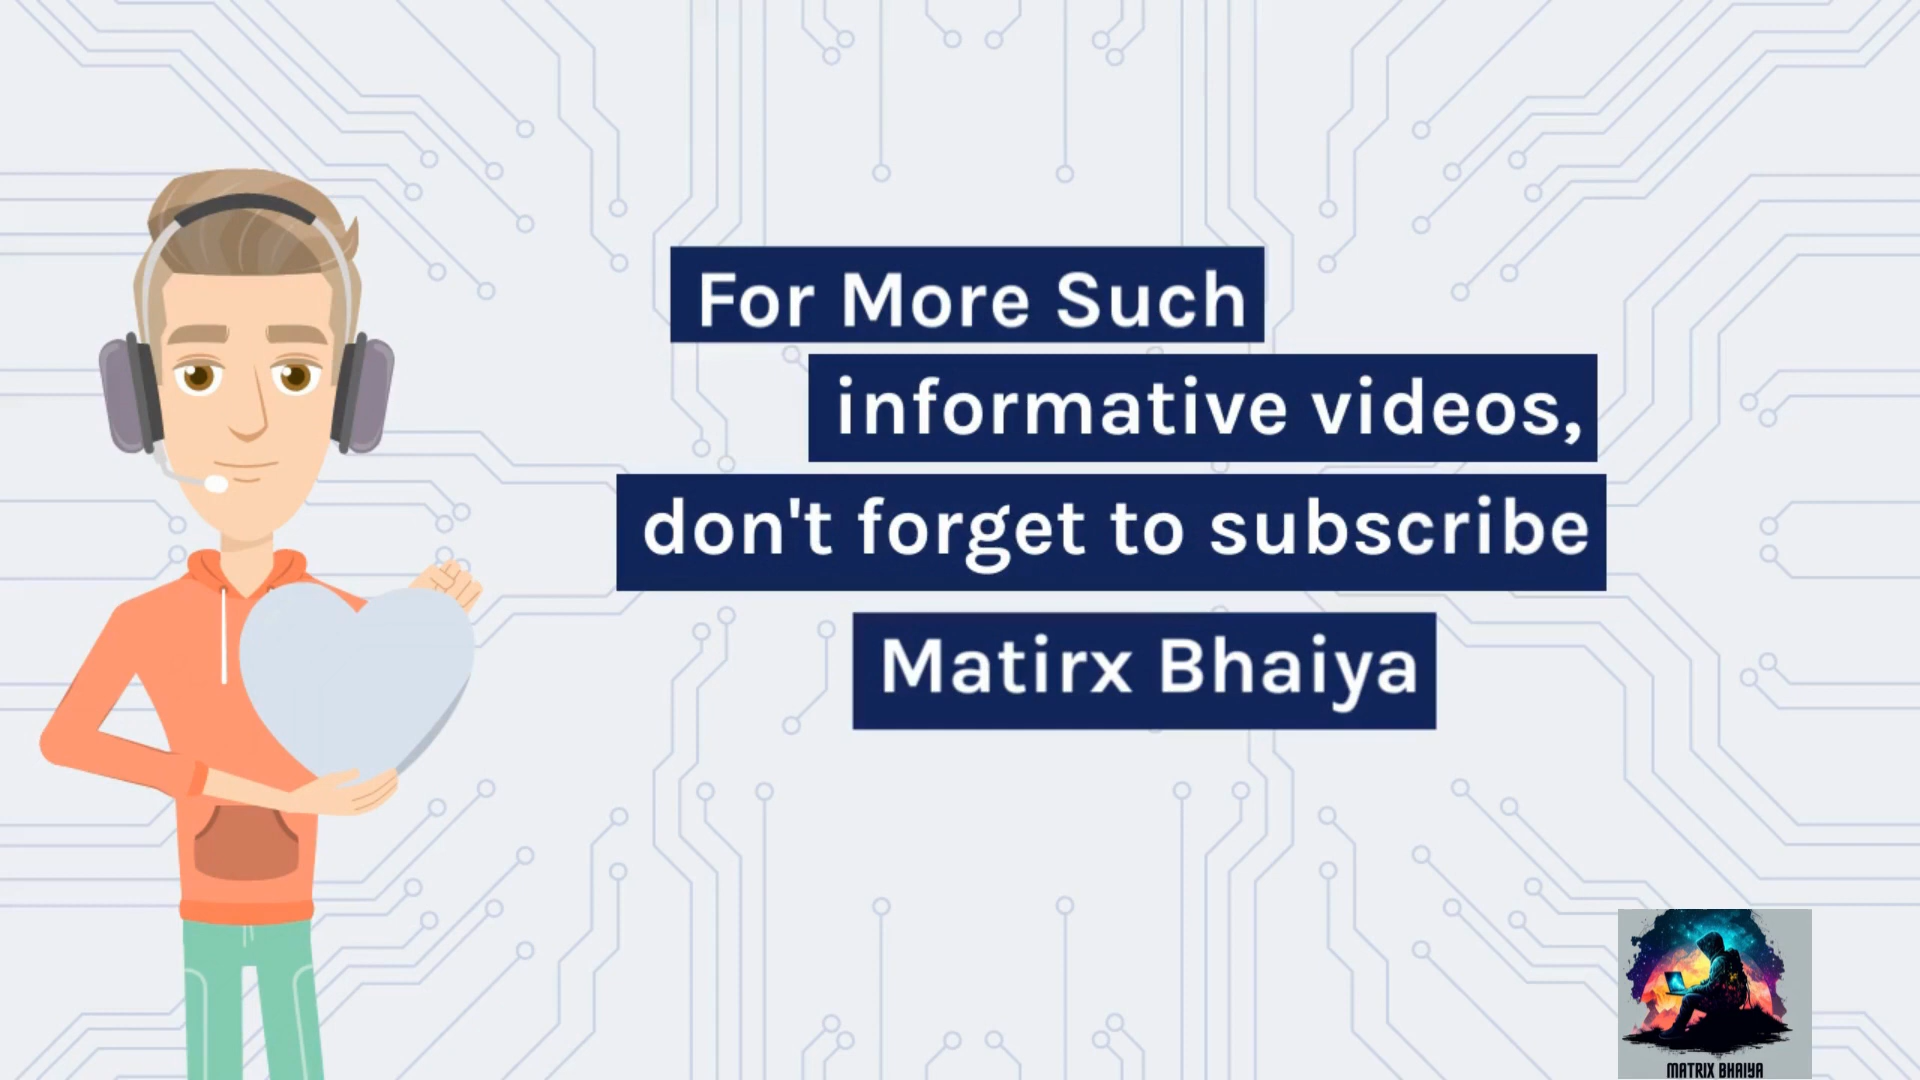 For More Such
informative videos,
don't forget to subscribe
Matirx Bhaiya
MATRIX BHAIYA